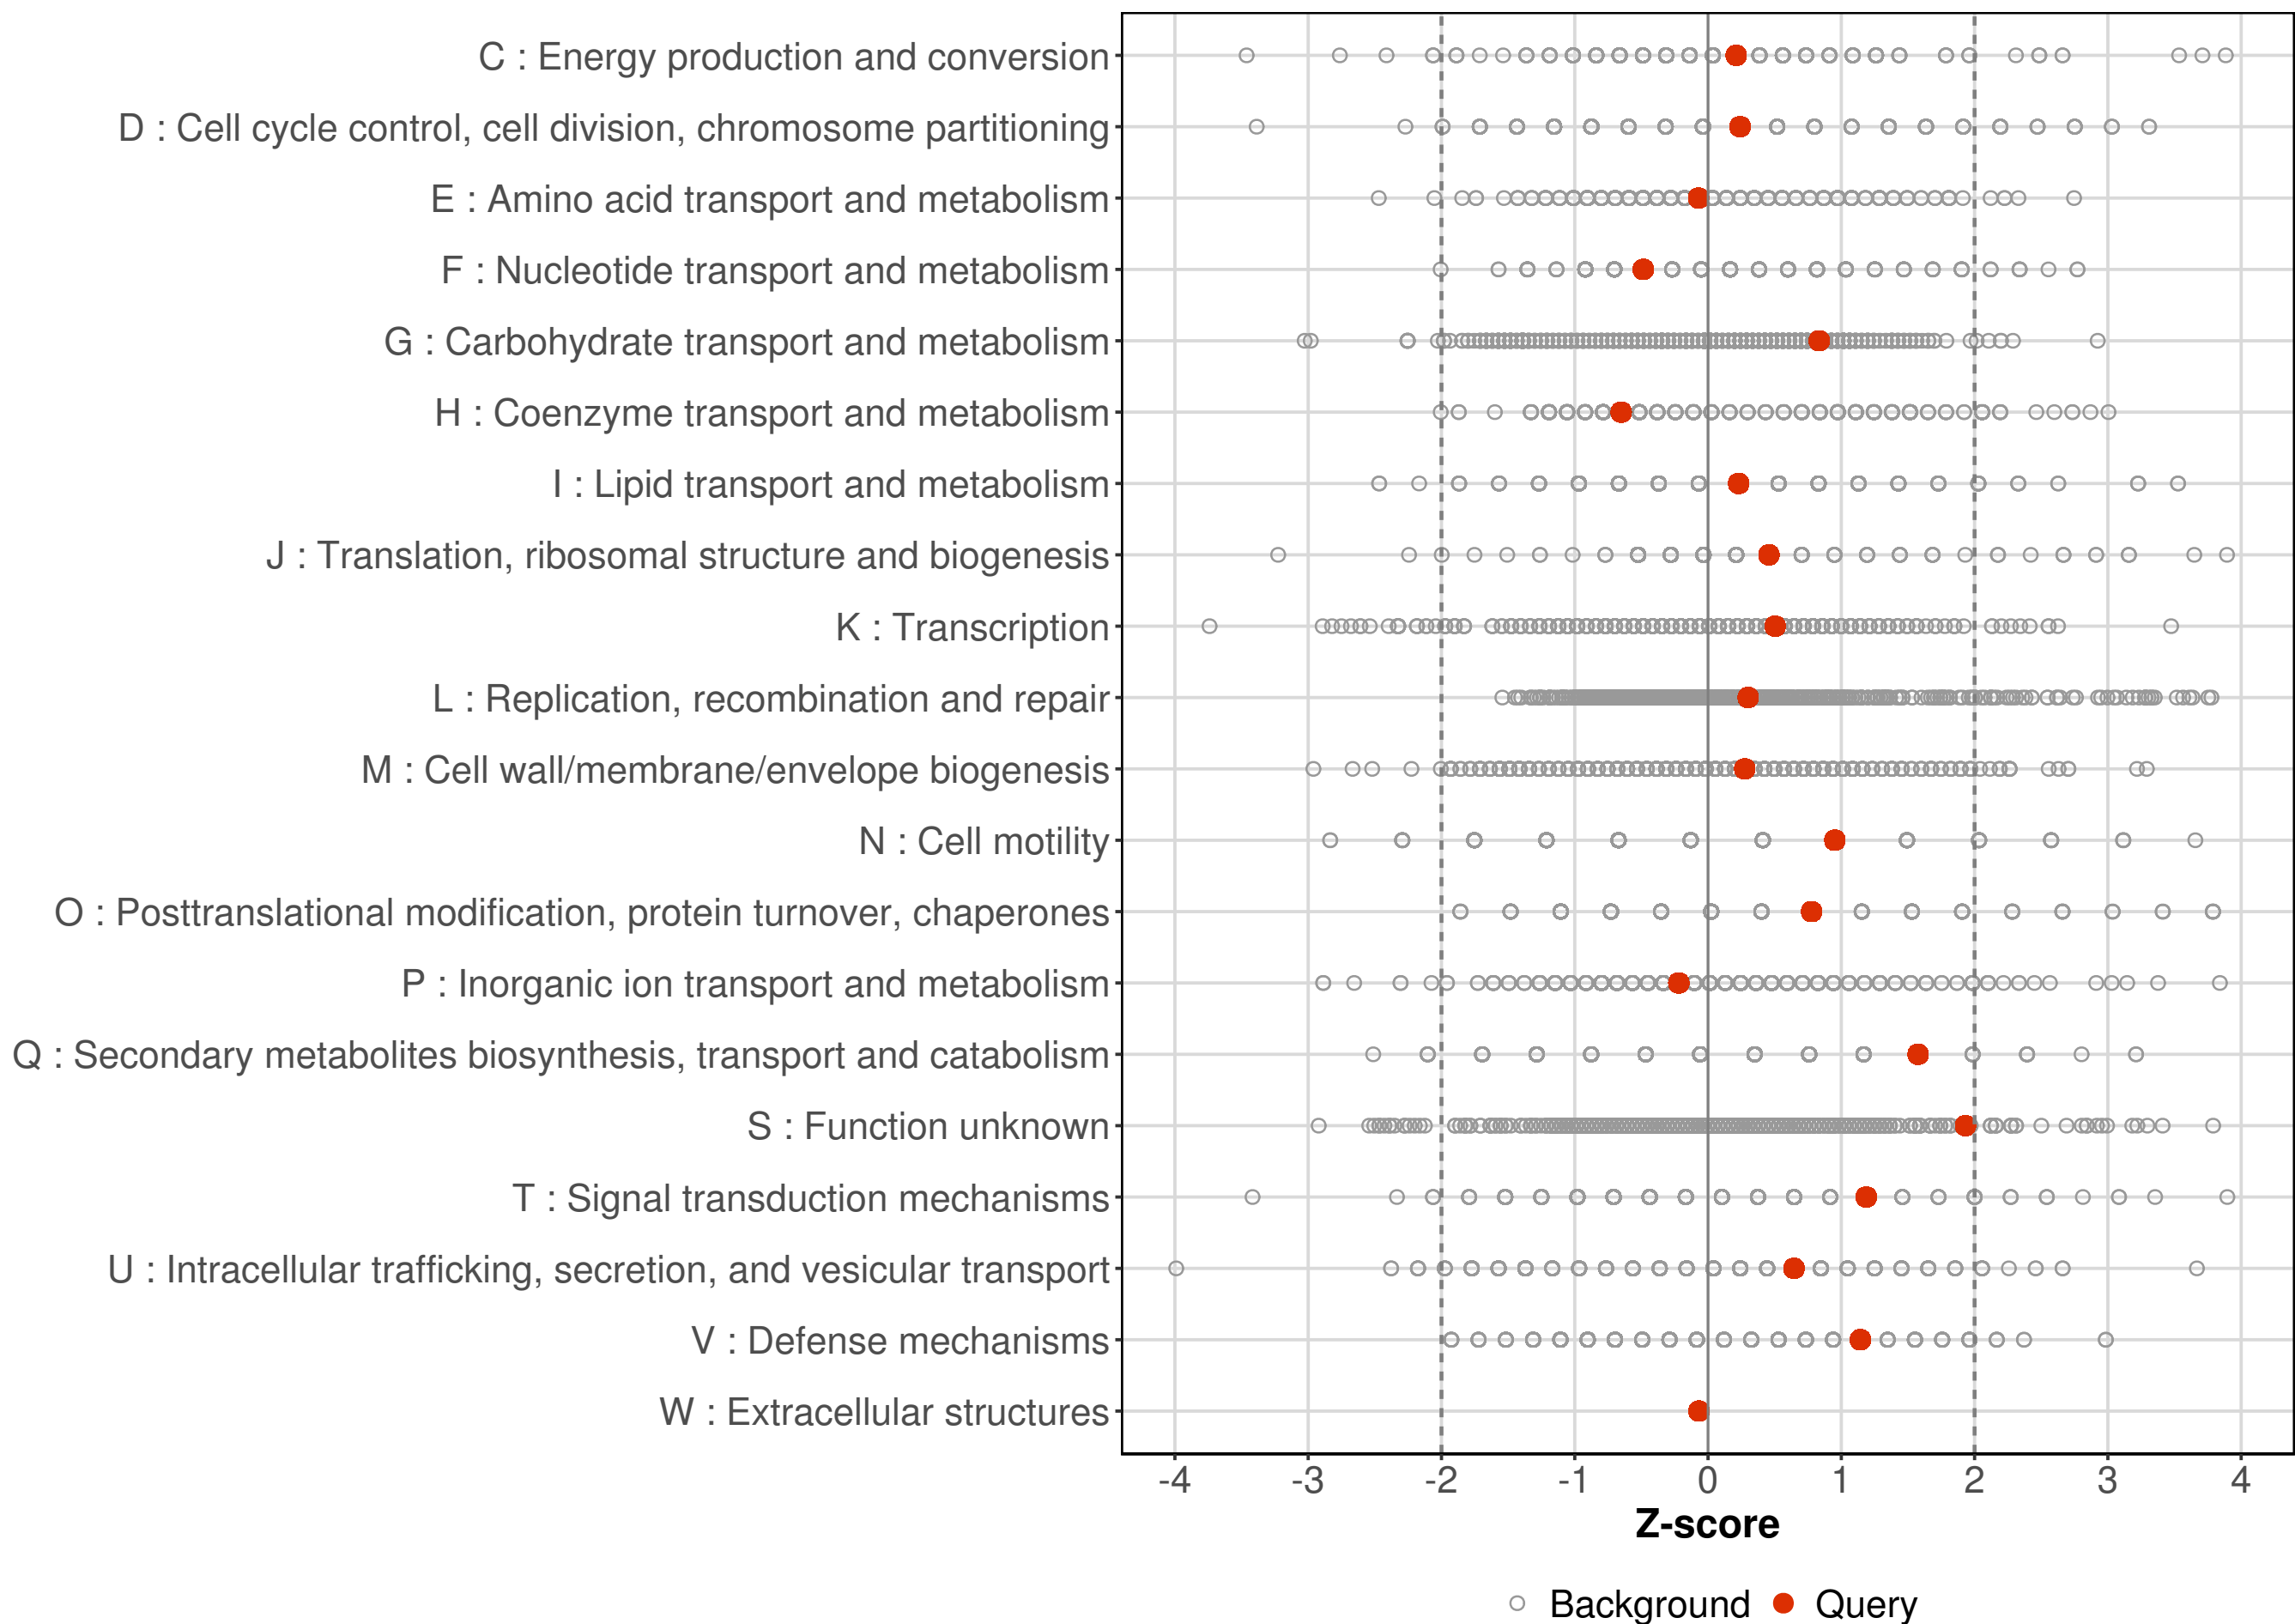 C : Energy production and conversion
D : Cell cycle control, cell division, chromosome partitioning
E : Amino acid transport and metabolism
F : Nucleotide transport and metabolism
G : Carbohydrate transport and metabolism
H : Coenzyme transport and metabolism
I : Lipid transport and metabolism
J : Translation, ribosomal structure and biogenesis
K : Transcription
L : Replication, recombination and repair
M : Cell wall/membrane/envelope biogenesis
N : Cell motility
O : Posttranslational modification, protein turnover, chaperones
P : Inorganic ion transport and metabolism
Q : Secondary metabolites biosynthesis, transport and catabolism
S : Function unknown
T : Signal transduction mechanisms
U : Intracellular trafficking, secretion, and vesicular transport
V : Defense mechanisms
W : Extracellular structures
-4 -3 -2 -1 0 1 2 3 4
Z-score
Background Query